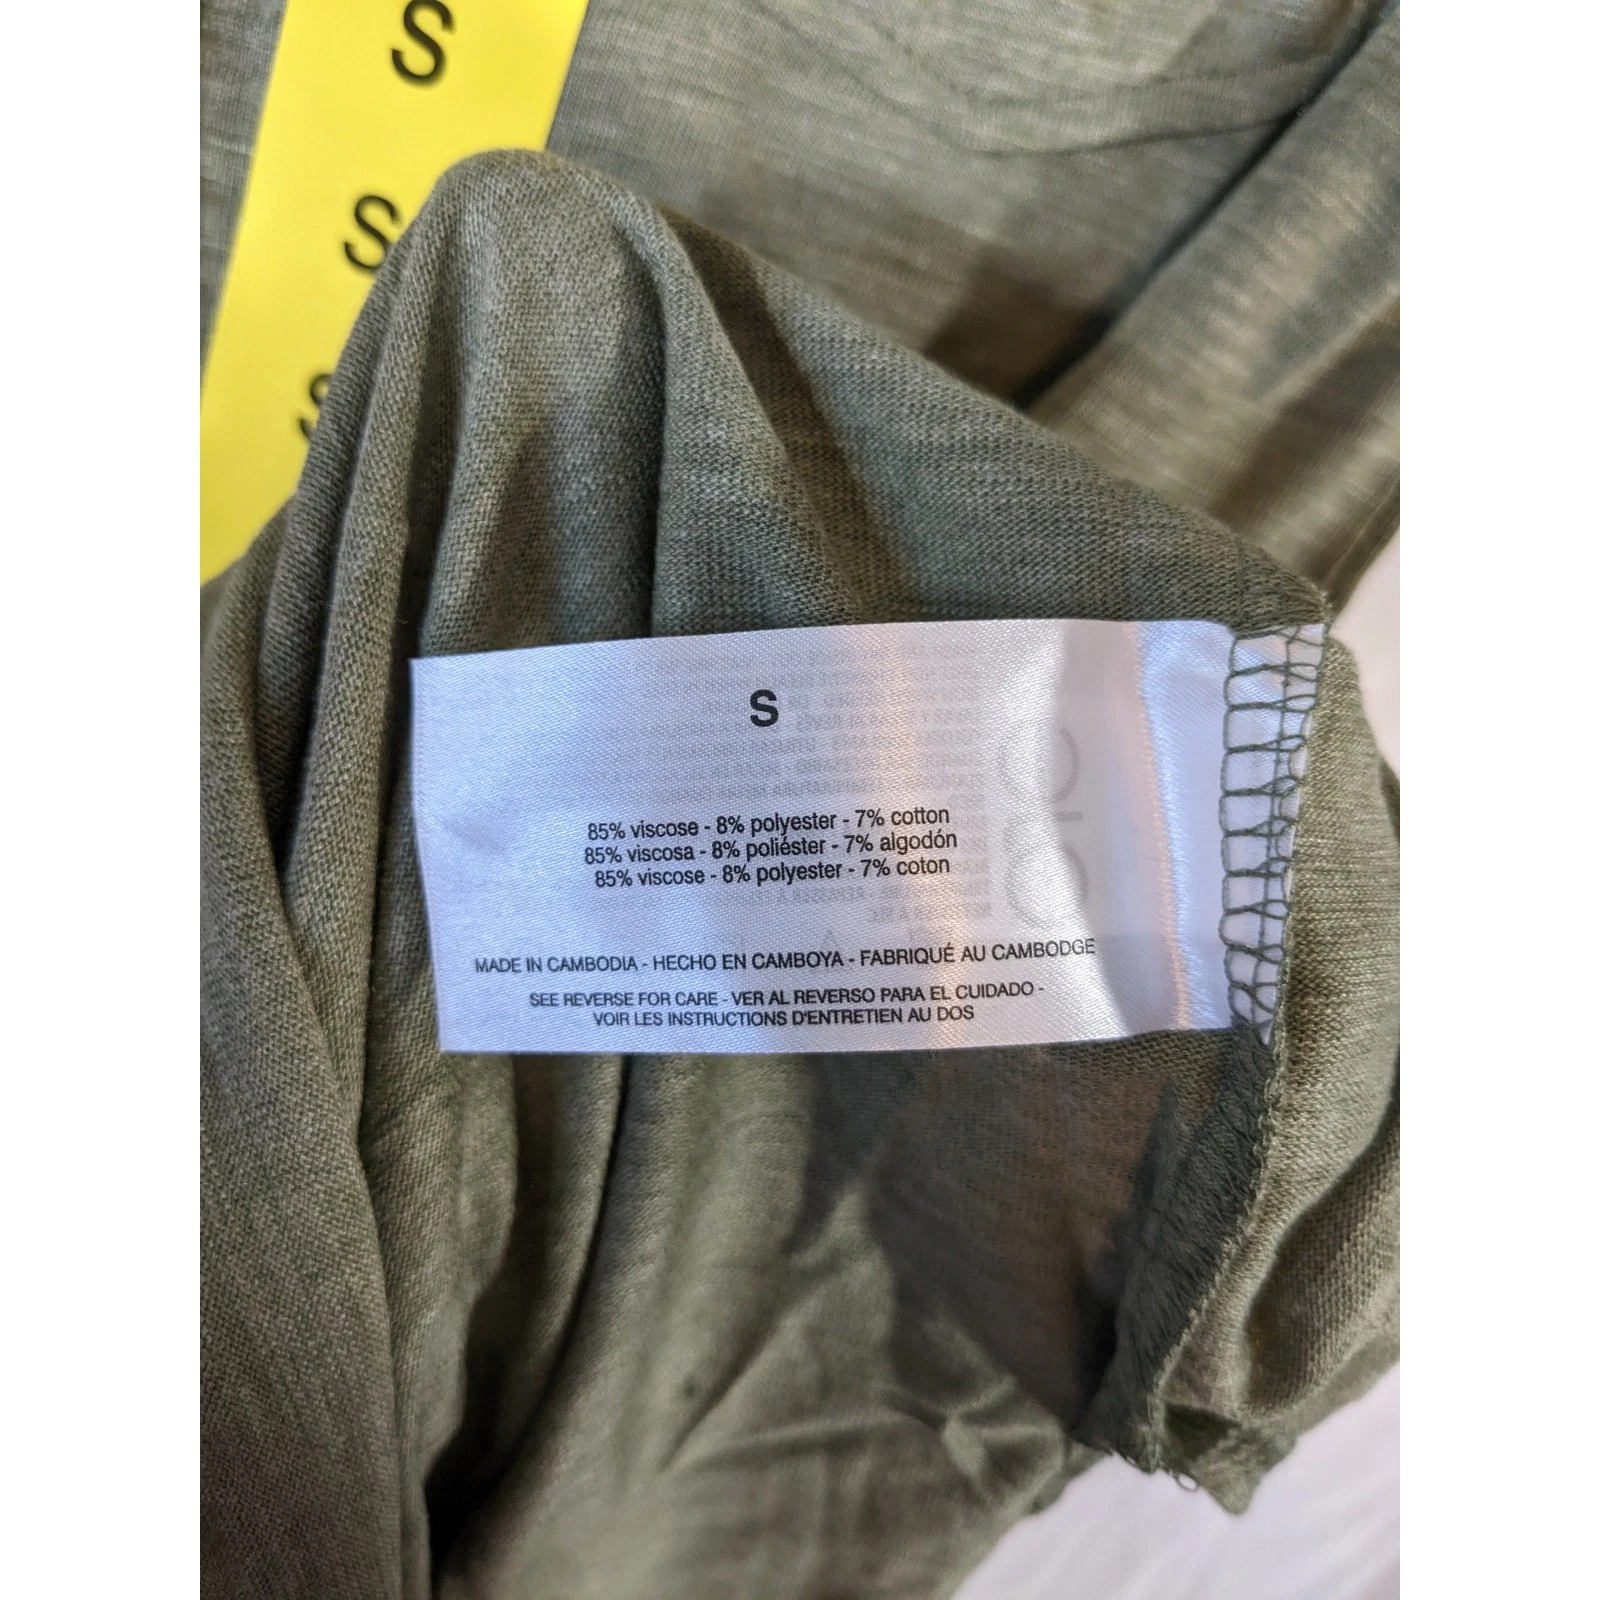 S
S
S
S
85% viscose - 8% polyester - 7% cotton
85% viscosa - 8% poliéster - 7% algodón
85% viscose - 8% polyester - 7% coton
MADE IN CAMBODIA - HECHO EN CAMBOYA - FABRIQUÉ AU CAMBODGE
SEE REVERSE FOR CARE - VER AL REVERSO PARA EL CUIDADO -
VOIR LES INSTRUCTIONS D'ENTRETIEN AU DOS